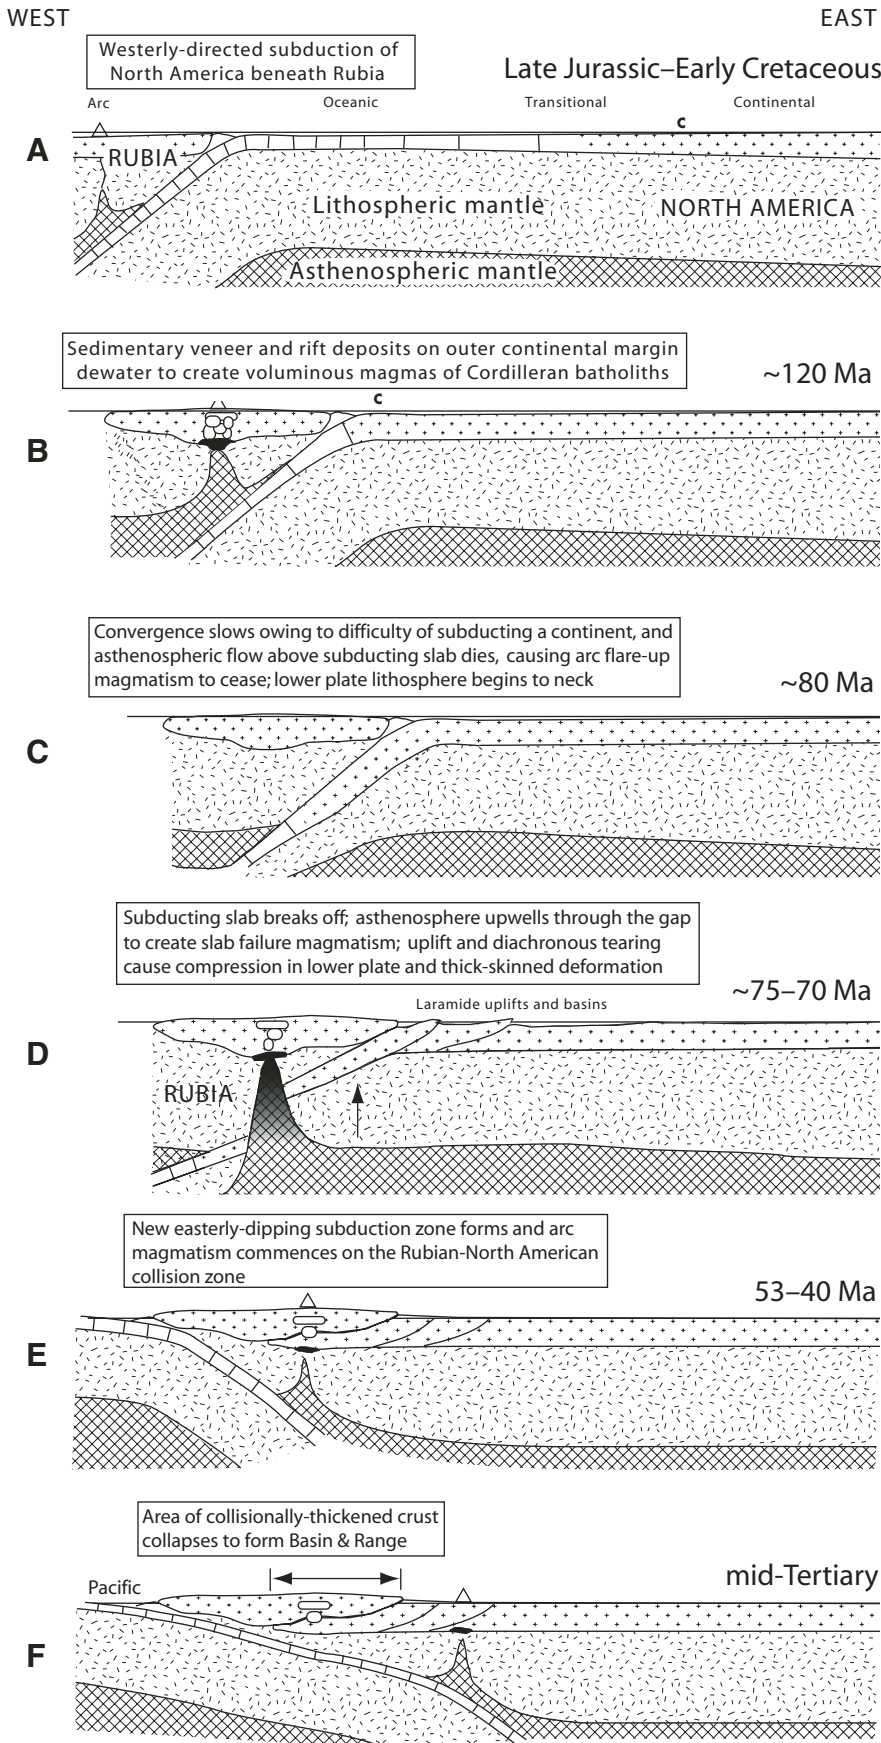 WEST EAST
Westerly-directed subduction of
North America beneath Rubia
Late Jurassic–Early Cretaceous
Arc Oceanic Transitional Continental
c
A
RUBIA
Lithospheric mantle
NORTH AMERICA
Asthenospheric mantle
Sedimentary veneer and rift deposits on outer continental margin
dewater to create voluminous magmas of Cordilleran batholiths
~120 Ma
c
B
Convergence slows owing to difficulty of subducting a continent, and
asthenospheric flow above subducting slab dies, causing arc flare-up
magmatism to cease; lower plate lithosphere begins to neck
~80 Ma
C
Subducting slab breaks off; asthenosphere upwells through the gap
to create slab failure magmatism; uplift and diachronous tearing
cause compression in lower plate and thick-skinned deformation
~75–70 Ma
Laramide uplifts and basins
D
RUBIA
New easterly-dipping subduction zone forms and arc
magmatism commences on the Rubian-North American
collision zone
53–40 Ma
E
Area of collisionally-thickened crust
collapses to form Basin & Range
mid-Tertiary
Pacific
F